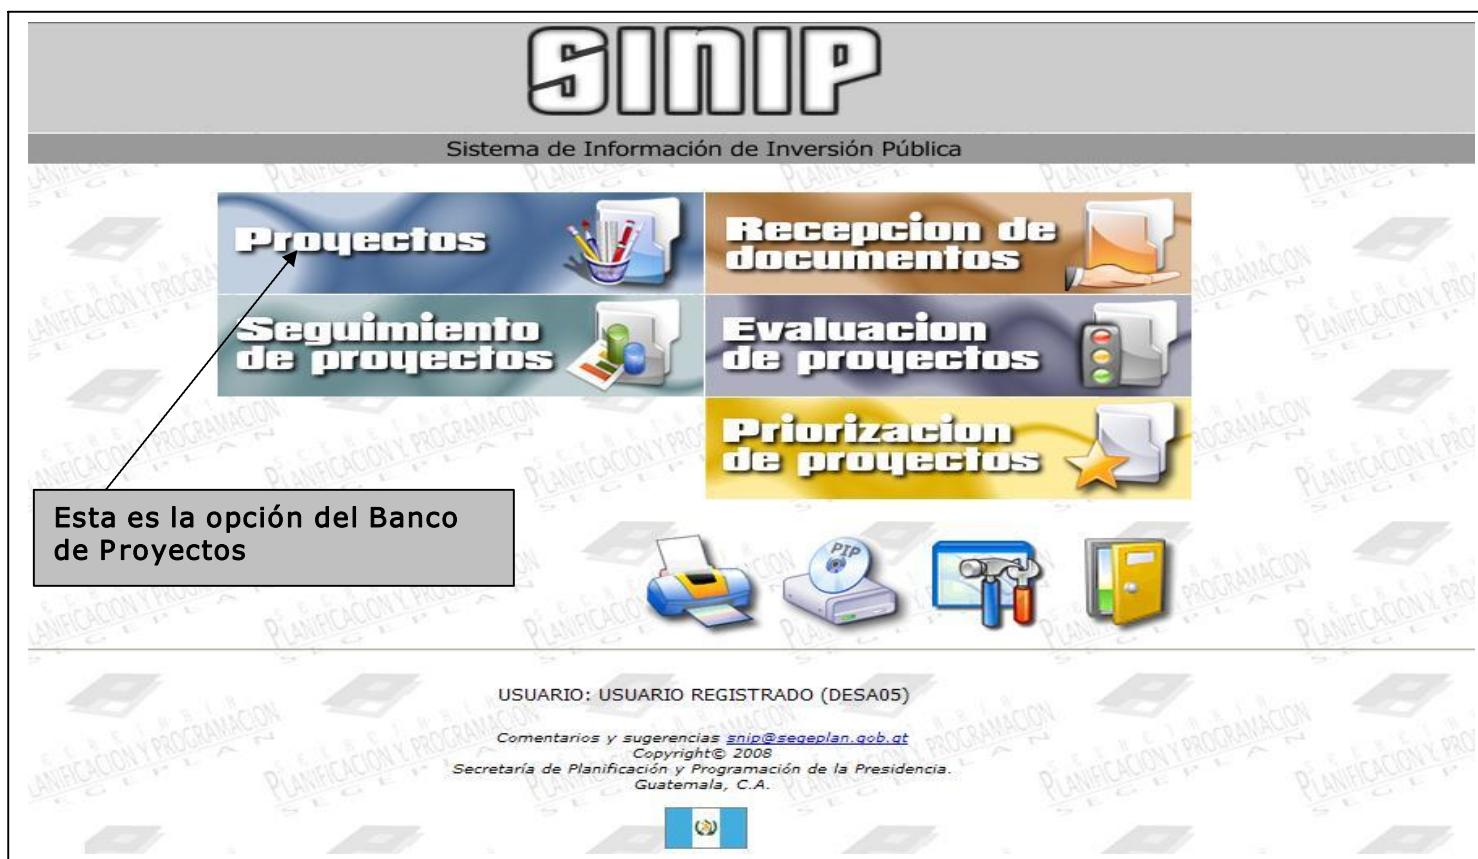 SINIP
Sistema de Información de Inversión Pública
Proyectos
Recepcion de
documentos
Seguimiento
de proyectos
Evaluacion
de proyectos
Priorizacion
de proyectos
Esta es la opción del Banco
de Proyectos
PIP
USUARIO: USUARIO REGISTRADO (DESA05)
Comentarios y sugerencias snip@segeplan.gob.gt
Copyright© 2008
Secretaría de Planificación y Programación de la Presidencia.
Guatemala, C.A.